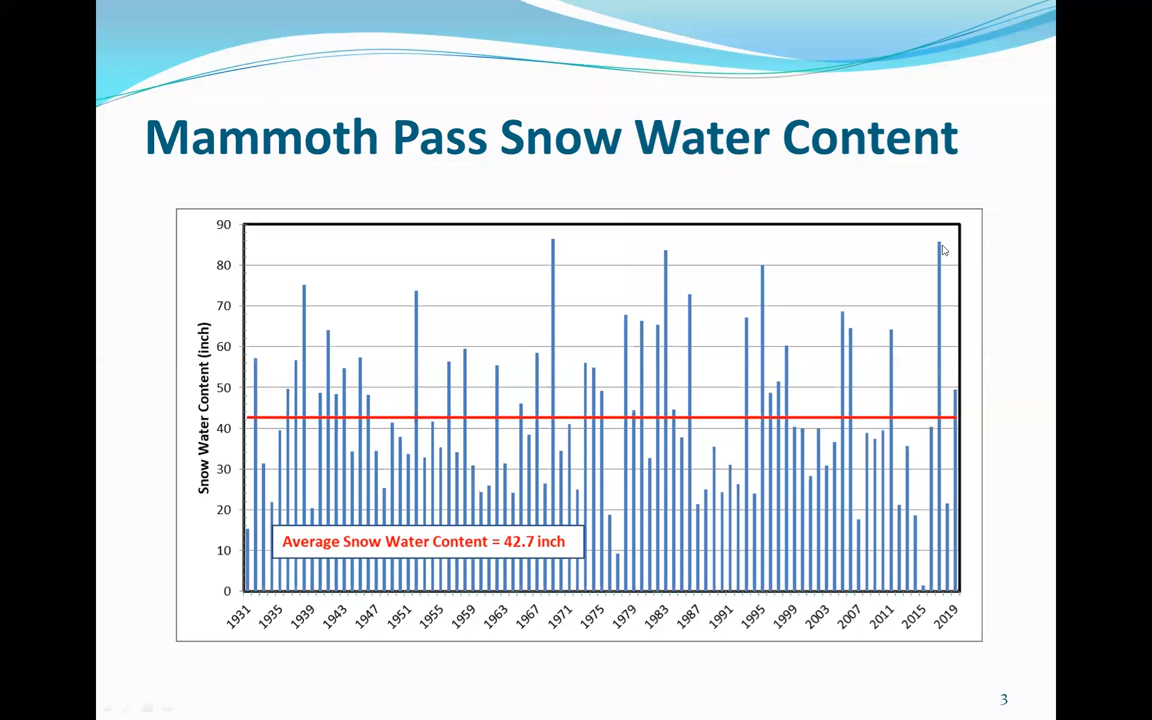 Mammoth Pass Snow Water Content
90
80
70
60
50
40
30
20
10
0
Snow Water Content (inch)
Average Snow Water Content = 42.7 inch
1931 1935 1939 1943 1947 1951 1955 1959 1963 1967 1971 1975 1979 1983 1987 1991 1995 1999 2003 2007 2011 2015 2019
3